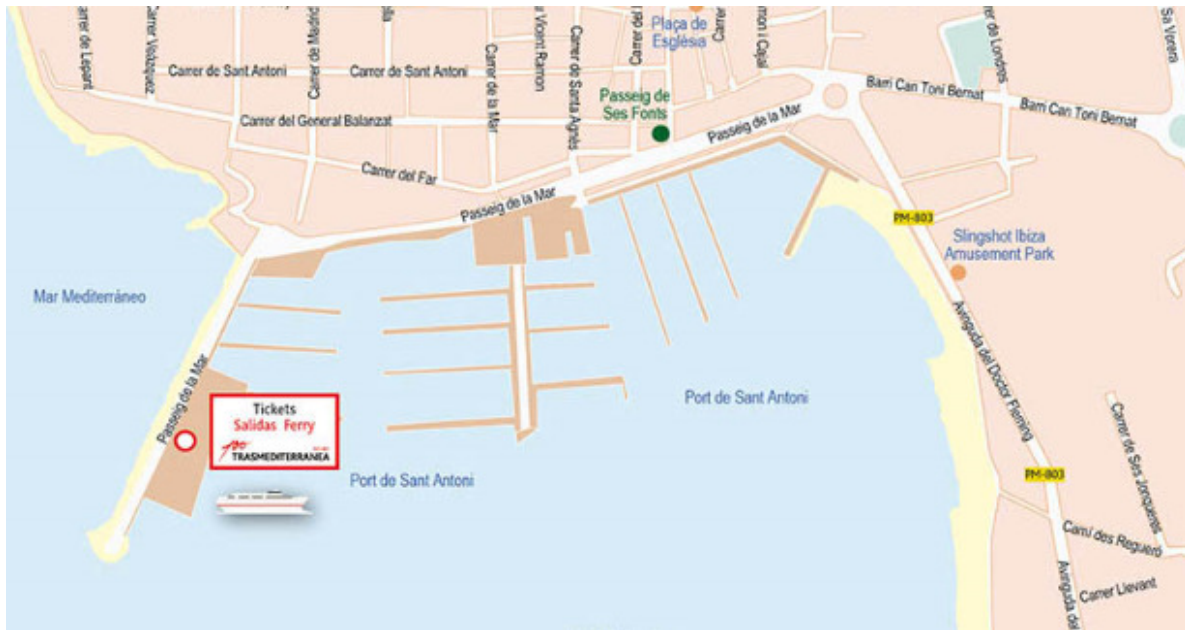 Carrer de Lepant
Carrer Velázquez
Carrer de Madrid
Carrer de Sant Antoni
Carrer de Sant Antoni
Carrer del General Balanzat
Carrer del Far
Carrer de la Mar
Vicent Ramon
Carrer de Santa Agnès
Carrer del
Plaça de
Església
Carrer
Passeig de
Ses Fonts
Passeig de la Mar
Passeig de la Mar
Passeig de la Mar
Barri Can Toni Bernat
Barri Can Toni Bernat
de Londres
Sa Vorera
PM-803
Slingshot Ibiza
Amusement Park
Avinguda del Doctor Fleming
PM-803
Carrer de Ses Jonqueres
Camí des Regueró
Carrer Llevant
Avinguda del
Mar Mediterráneo
Tickets
Salidas Ferry
TRASMEDITERRANEA
Port de Sant Antoni
Port de Sant Antoni